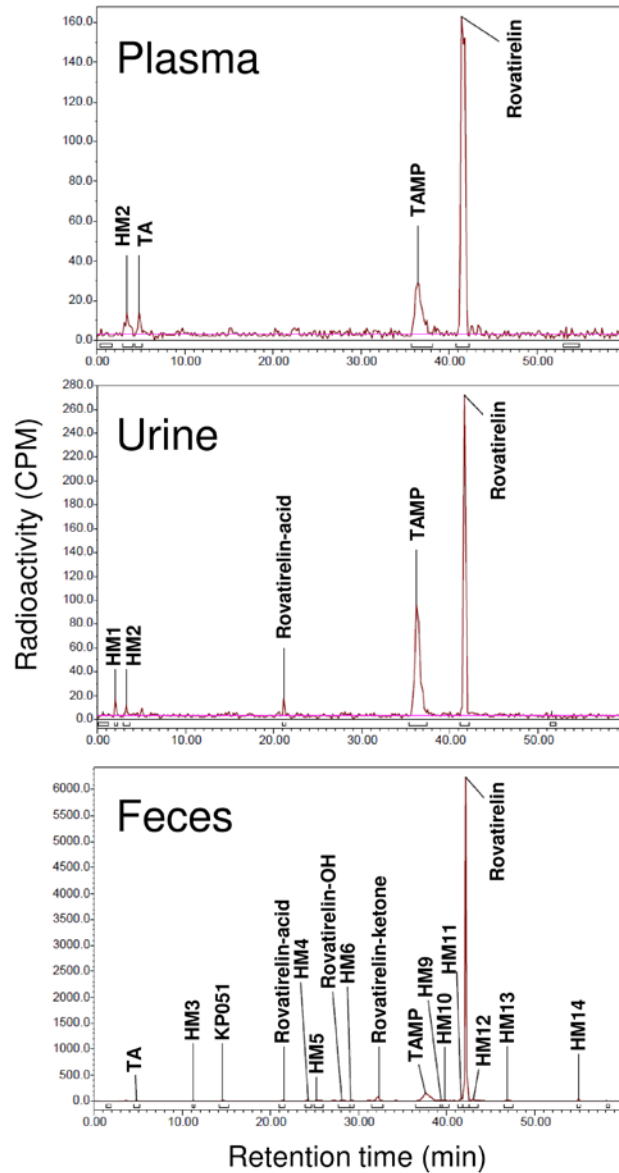 Plasma
160.0
140.0
120.0
100.0
80.0
60.0
40.0
20.0
0.0
HM2
TA
TAMP
Rovatirelin
0.00
10.00
20.00
30.00
40.00
50.00
Radioactivity (CPM)
Urine
280.0
260.0
240.0
220.0
200.0
180.0
160.0
140.0
120.0
100.0
80.0
60.0
40.0
20.0
0.0
HM1
HM2
Rovatirelin-acid
TAMP
Rovatirelin
0.00
10.00
20.00
30.00
40.00
50.00
Feces
6000.0
5500.0
5000.0
4500.0
4000.0
3500.0
3000.0
2500.0
2000.0
1500.0
1000.0
500.0
0.0
TA
HM3
KP051
Rovatirelin-acid
HM4
HM5
Rovatirelin-OH
HM6
Rovatirelin-ketone
TAMP
HM9
HM10
HM11
Rovatirelin
HM12
HM13
HM14
0.00
10.00
20.00
30.00
40.00
50.00
Retention time (min)